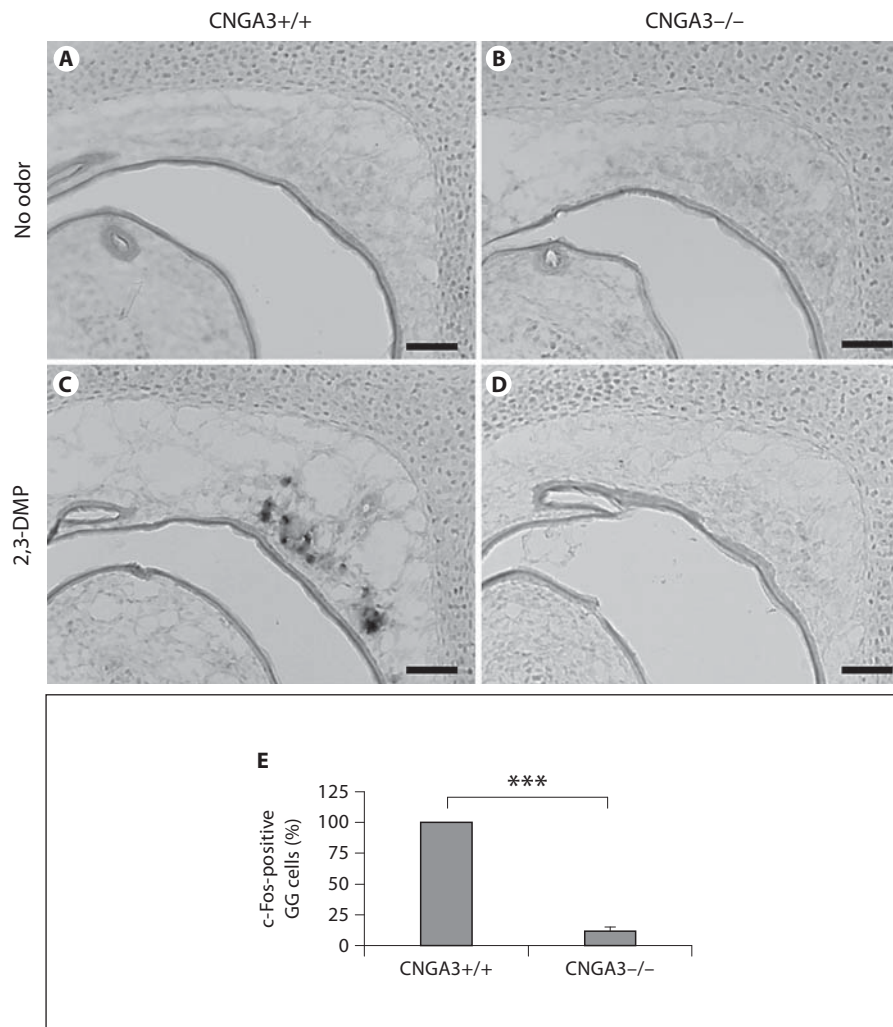 CNGA3+/+ CNGA3–/–
No odor
A B
2,3-DMP
C D
E
***
c-Fos-positive
GG cells (%)
125
100
75
50
25
0
CNGA3+/+ CNGA3–/–